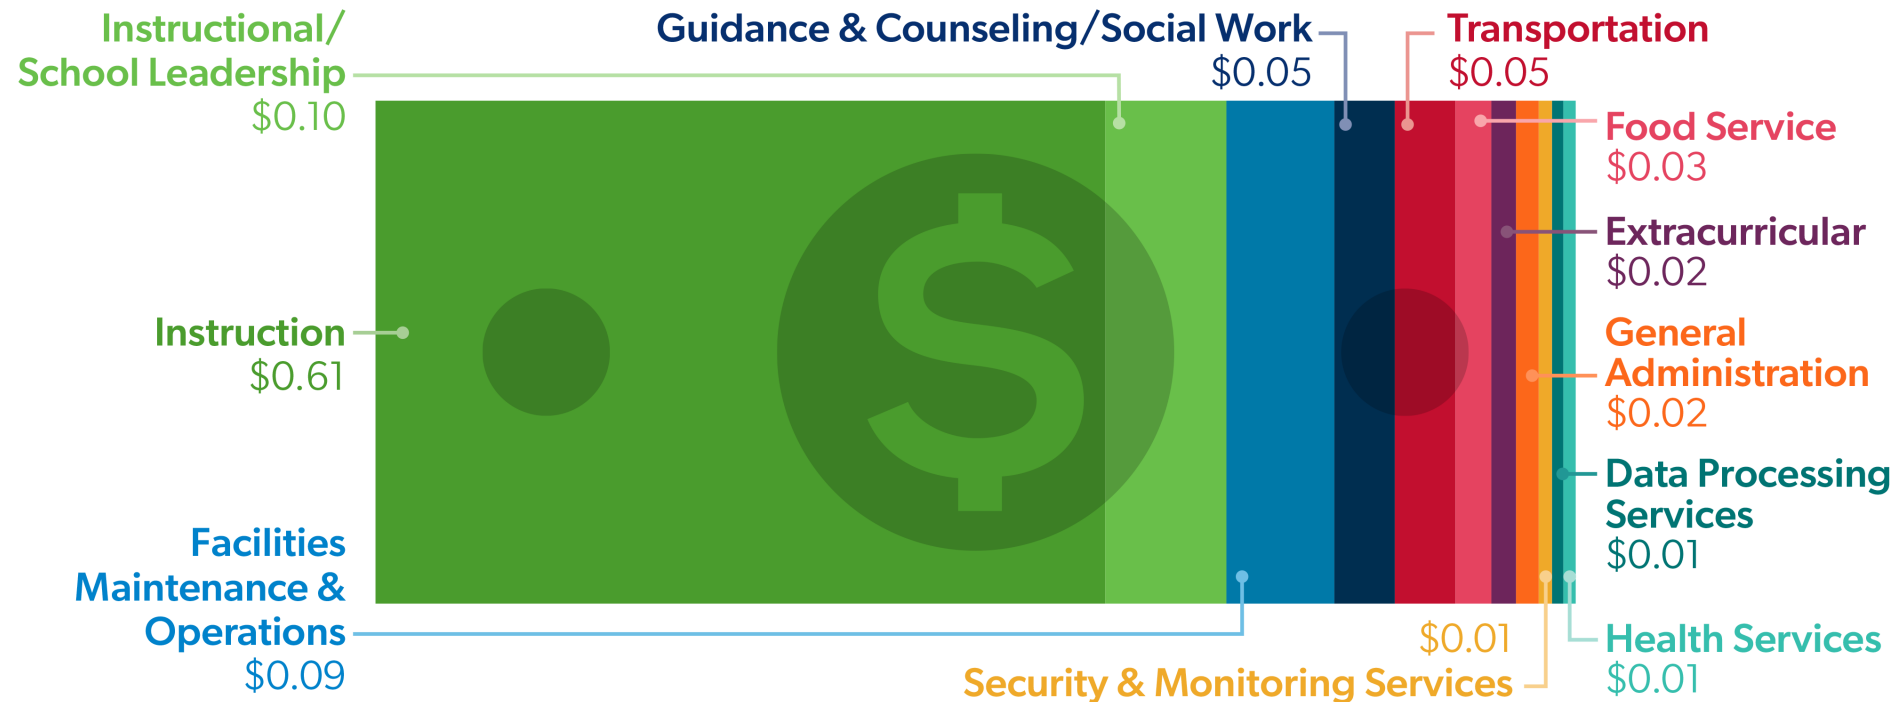 Instructional/
School Leadership
$0.10
Guidance & Counseling/Social Work
$0.05
Transportation
$0.05
Food Service
$0.03
Extracurricular
$0.02
General
Administration
$0.02
Data Processing
Services
$0.01
Health Services
$0.01
$
Instruction
$0.61
Facilities
Maintenance &
Operations
$0.09
$0.01
Security & Monitoring Services